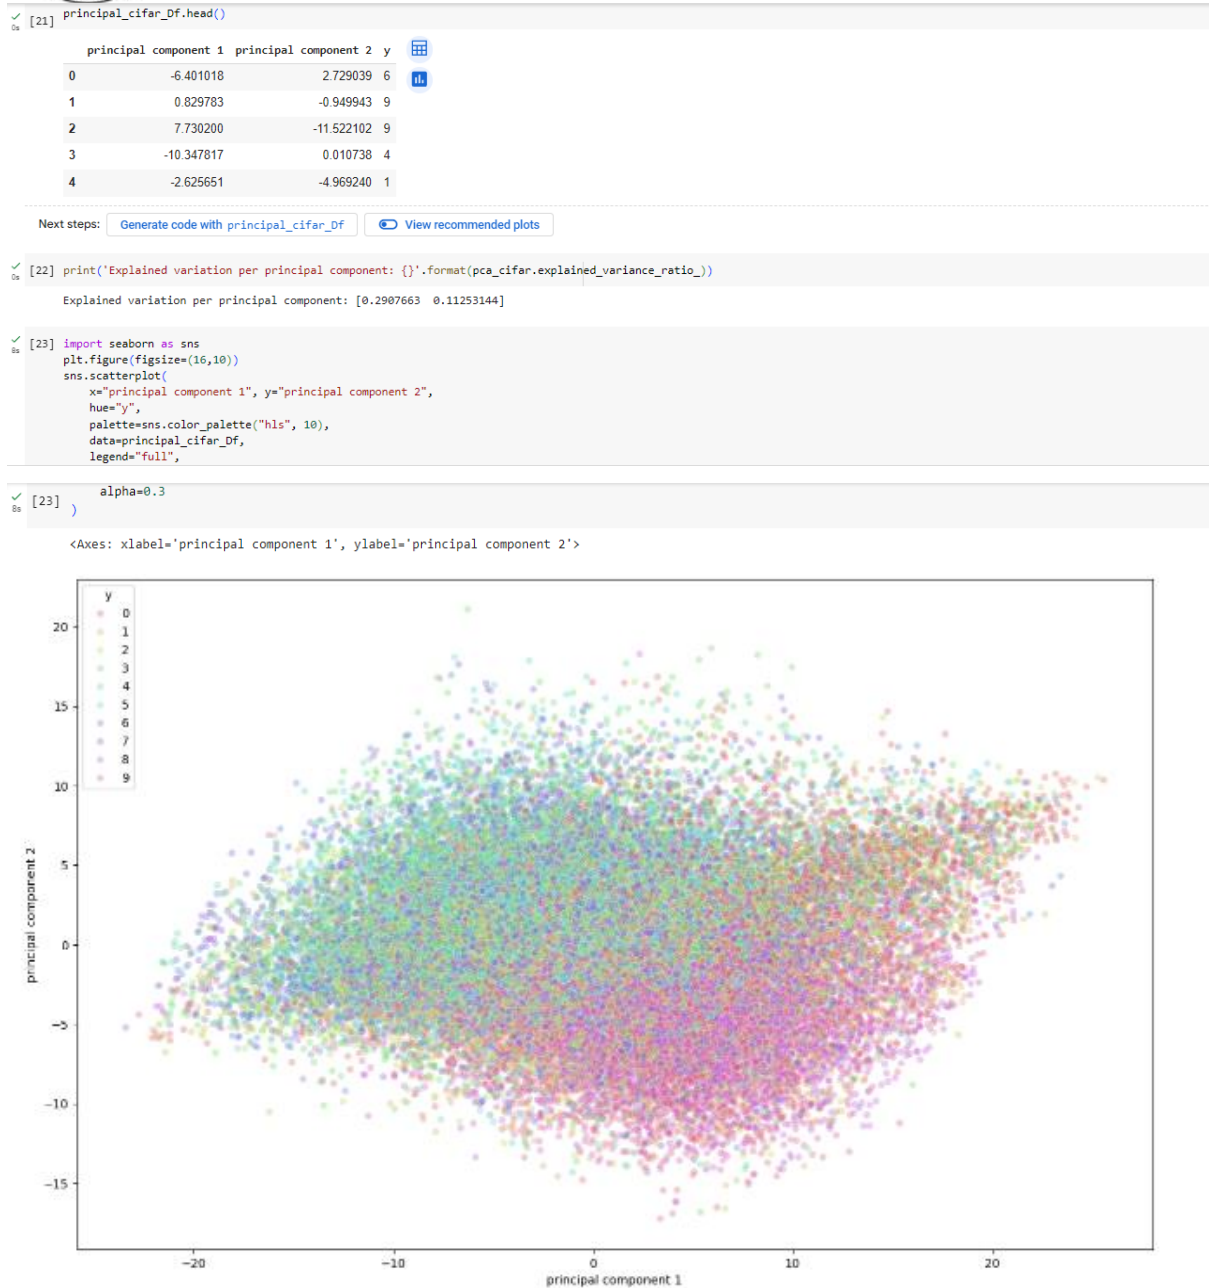 [21] principal_cifar_Df.head()
0s
principal component 1 principal component 2 y
0 -6.401018 2.729039 6
1 0.829783 -0.949943 9
2 7.730200 -11.522102 9
3 -10.347817 0.010738 4
4 -2.625651 -4.969240 1
Next steps: Generate code with principal_cifar_Df View recommended plots
[22] print('Explained variation per principal component: {}'.format(pca_cifar.explained_variance_ratio_))
0s
Explained variation per principal component: [0.2907663 0.11253144]
[23] import seaborn as sns
8s
plt.figure(figsize=(16,10))
sns.scatterplot(
x="principal component 1", y="principal component 2",
hue="y",
palette=sns.color_palette("hls", 10),
data=principal_cifar_Df,
legend="full",
alpha=0.3
[23]
8s
)
<Axes: xlabel='principal component 1', ylabel='principal component 2'>
y
0
1
2
3
4
5
6
7
8
9
20
15
10
5
0
−5
−10
−15
principal component 2
−20 −10 0 10 20
principal component 1